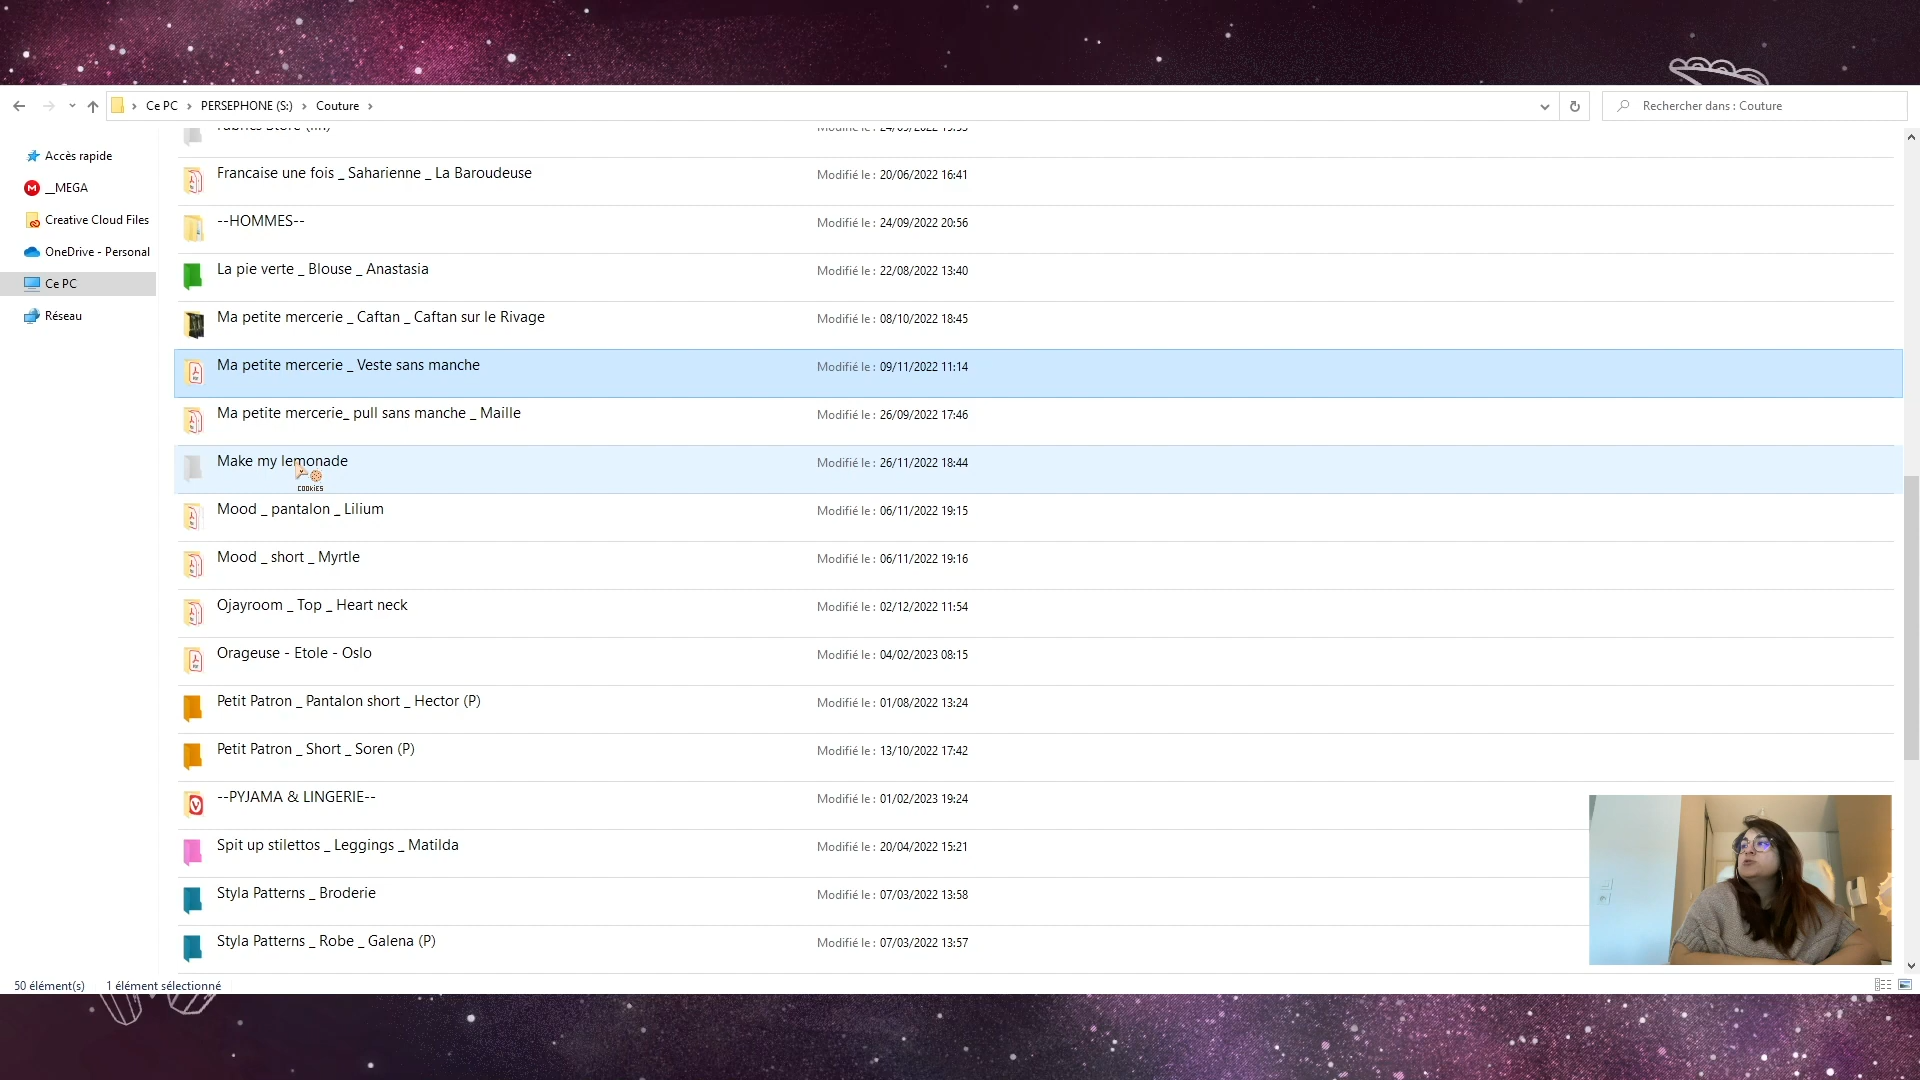 Ce PC
PERSEPHONE (S:)
Couture
Rechercher dans : Couture
Accès rapide
__MEGA
Creative Cloud Files
OneDrive - Personal
Ce PC
Réseau
Francaise une fois _ Saharienne _ La Baroudeuse
Modifié le : 20/06/2022 16:41
--HOMMES--
Modifié le : 24/09/2022 20:56
La pie verte _ Blouse _ Anastasia
Modifié le : 22/08/2022 13:40
Ma petite mercerie _ Caftan _ Caftan sur le Rivage
Modifié le : 08/10/2022 18:45
Ma petite mercerie _ Veste sans manche
Modifié le : 09/11/2022 11:14
Ma petite mercerie_ pull sans manche _ Maille
Modifié le : 26/09/2022 17:46
Make my lemonade
Modifié le : 26/11/2022 18:44
COOKIES
Mood _ pantalon _ Lilium
Modifié le : 06/11/2022 19:15
Mood _ short _ Myrtle
Modifié le : 06/11/2022 19:16
Ojayroom _ Top _ Heart neck
Modifié le : 02/12/2022 11:54
Orageuse - Etole - Oslo
Modifié le : 04/02/2023 08:15
Petit Patron _ Pantalon short _ Hector (P)
Modifié le : 01/08/2022 13:24
Petit Patron _ Short _ Soren (P)
Modifié le : 13/10/2022 17:42
--PYJAMA & LINGERIE--
Modifié le : 01/02/2023 19:24
Spit up stilettos _ Leggings _ Matilda
Modifié le : 20/04/2022 15:21
Styla Patterns _ Broderie
Modifié le : 07/03/2022 13:58
Styla Patterns _ Robe _ Galena (P)
Modifié le : 07/03/2022 13:57
50 élément(s)
1 élément sélectionné